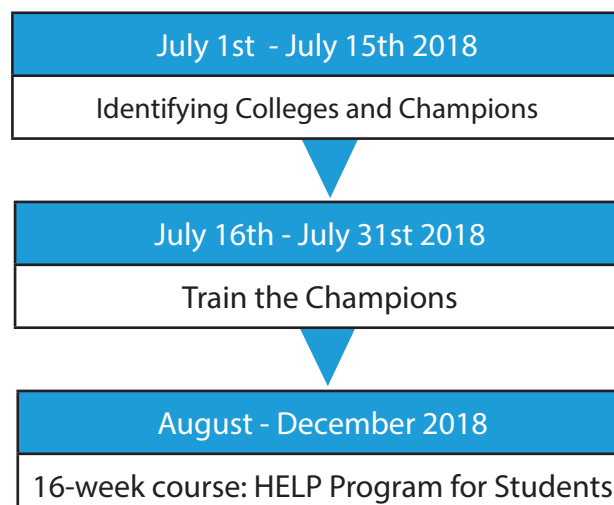 July 1st - July 15th 2018
Identifying Colleges and Champions
July 16th - July 31st 2018
Train the Champions
August - December 2018
16-week course: HELP Program for Students